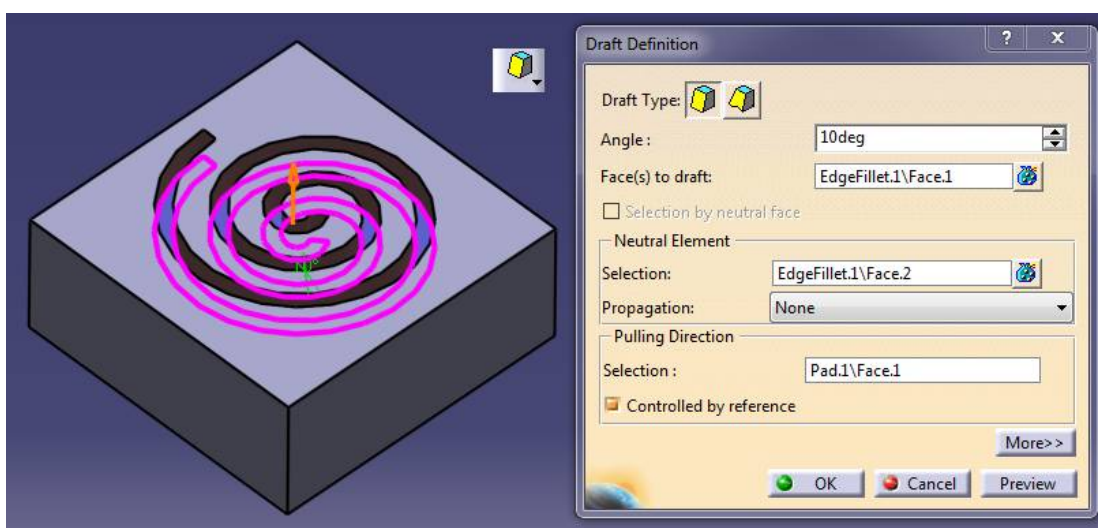 Draft Definition
? X
Draft Type:
Angle : 10deg
Face(s) to draft: EdgeFillet.1\Face.1
Selection by neutral face
Neutral Element
Selection: EdgeFillet.1\Face.2
Propagation: None
Pulling Direction
Selection : Pad.1\Face.1
Controlled by reference
More>>
OK Cancel Preview